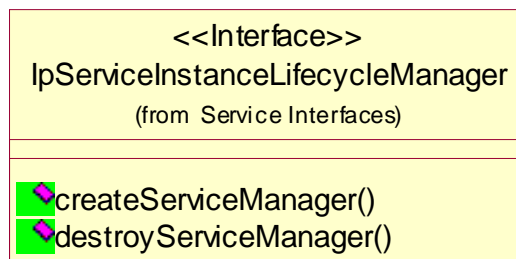 <<Interface>>
IpServiceInstanceLifecycleManager
(from Service Interfaces)
createServiceManager()
destroyServiceManager()